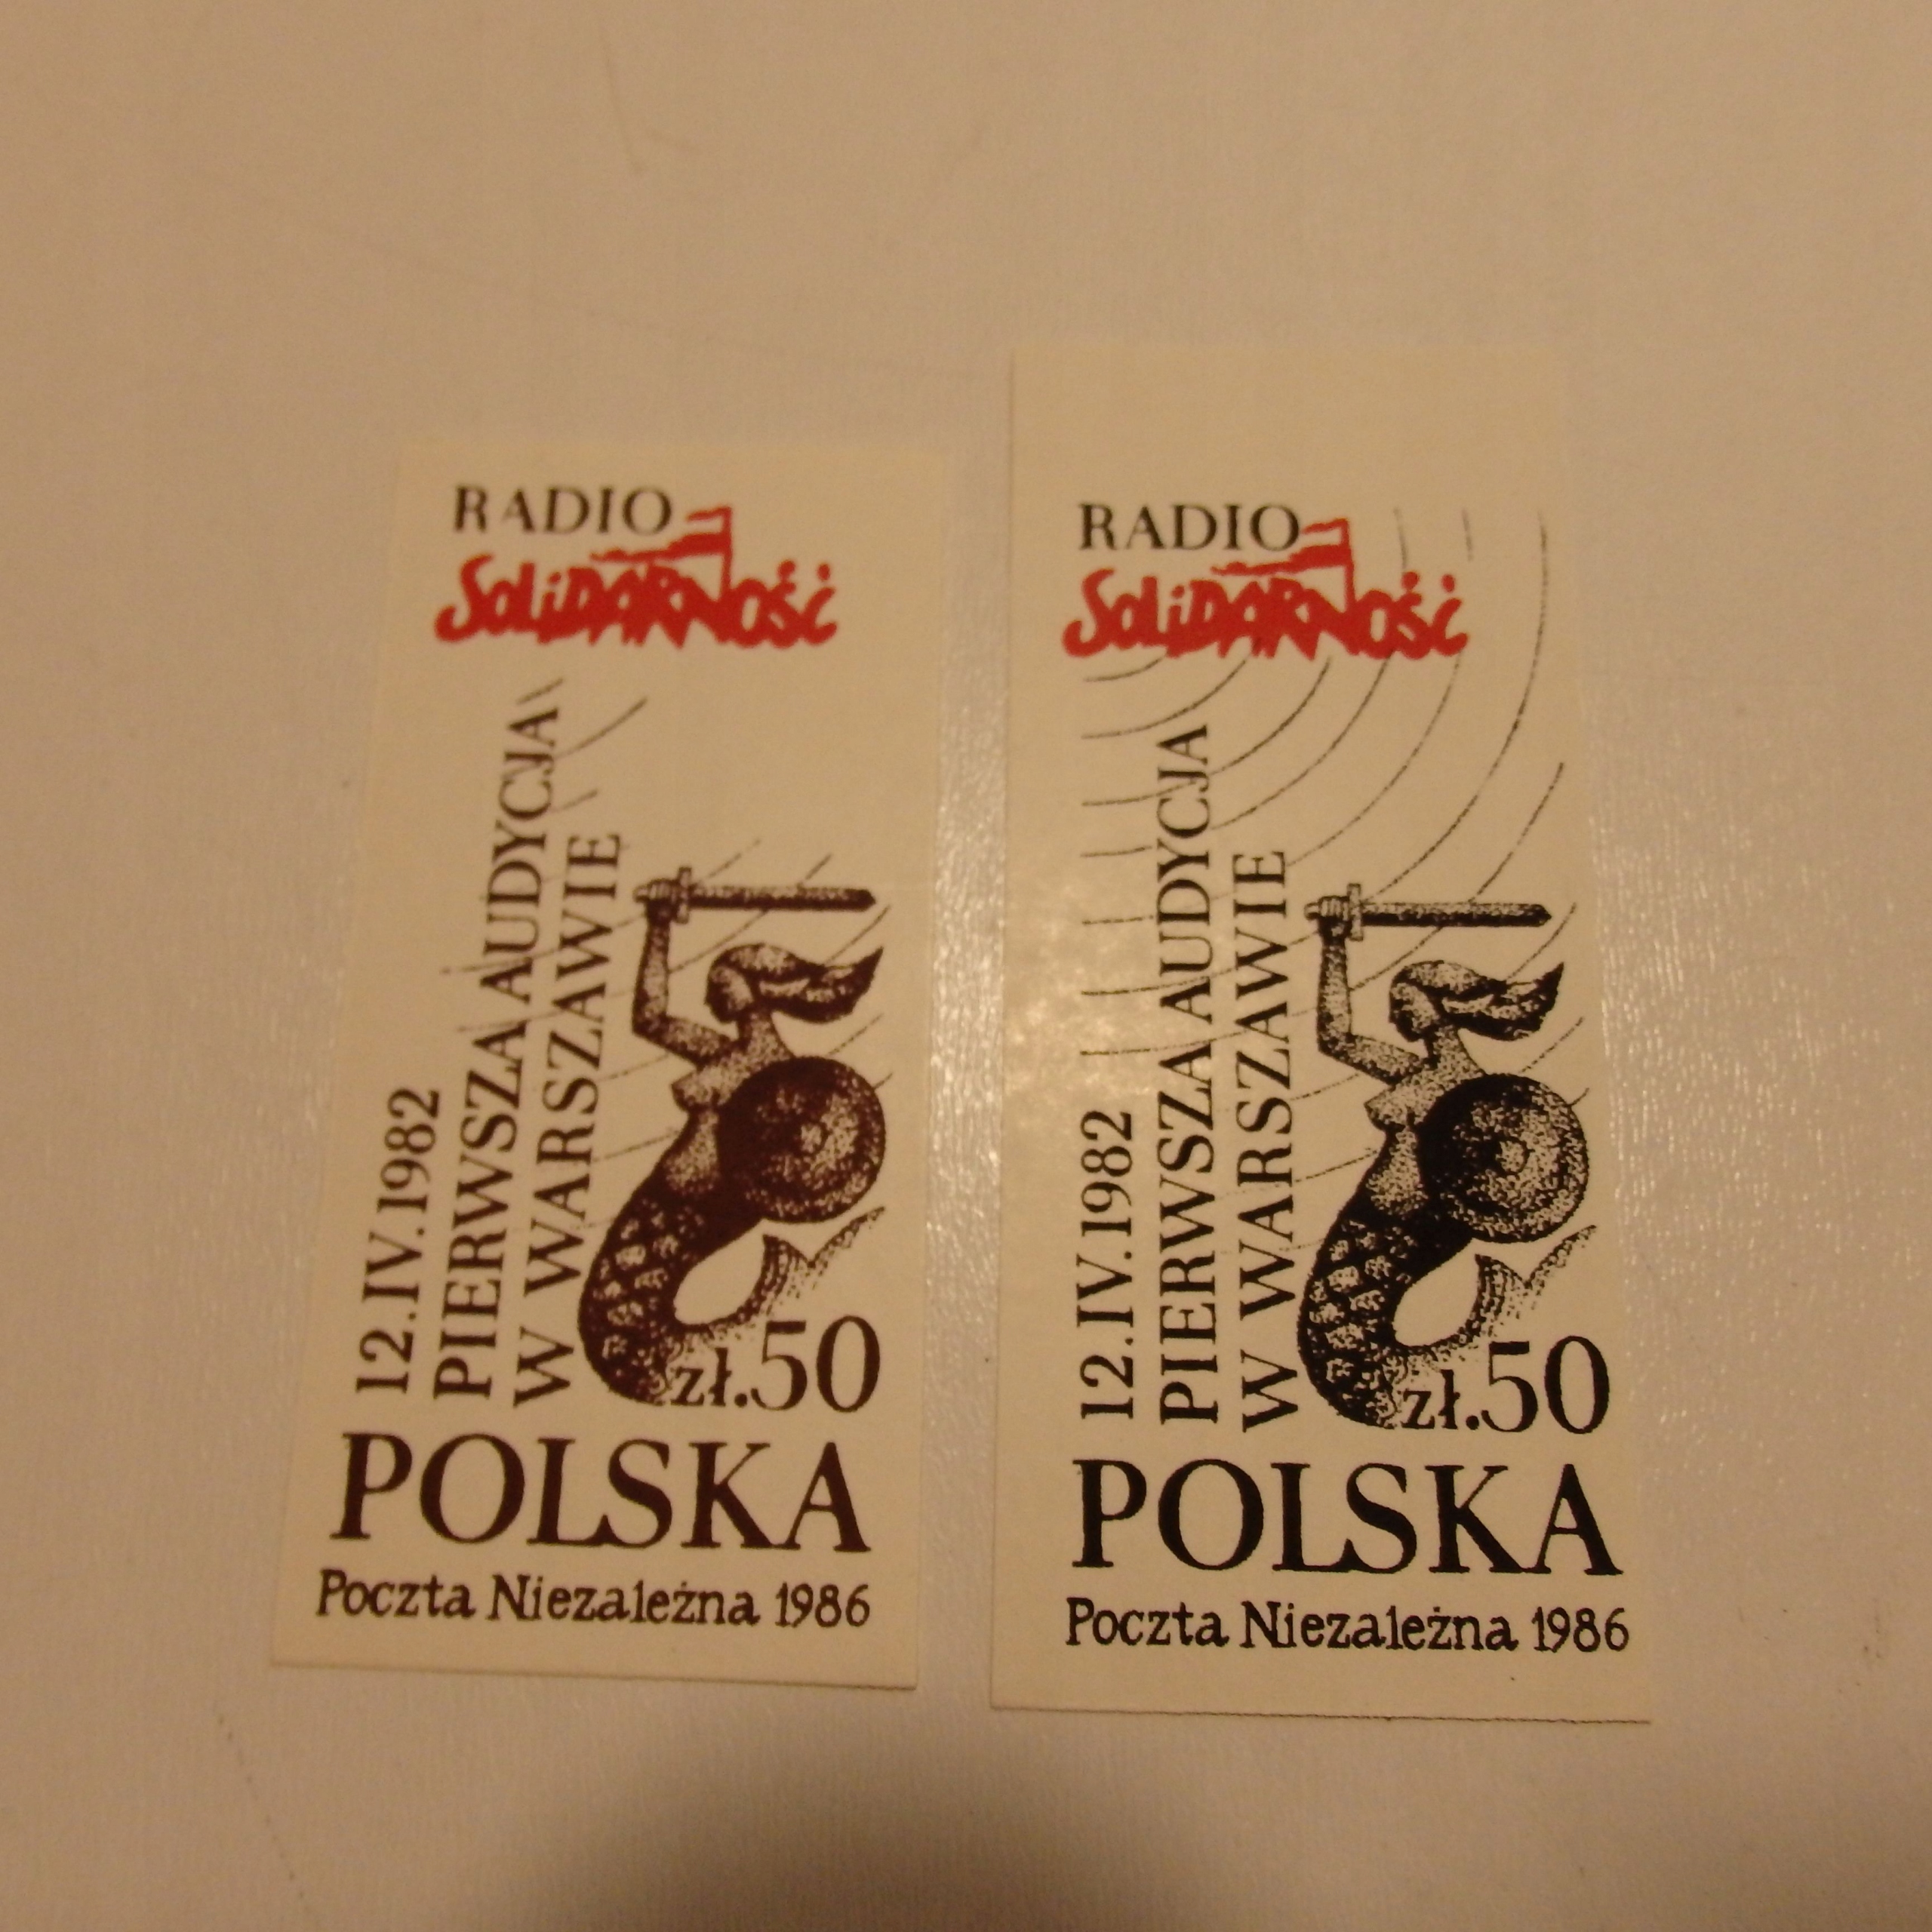 RADIO
SOLiDARNOŚĆ
12.IV.1982
PIERWSZA AUDYCJA
W WARSZAWIE
zł.50
POLSKA
Poczta Niezależna 1986
RADIO
SOLiDARNOŚĆ
12.IV.1982
PIERWSZA AUDYCJA
W WARSZAWIE
zł.50
POLSKA
Poczta Niezależna 1986